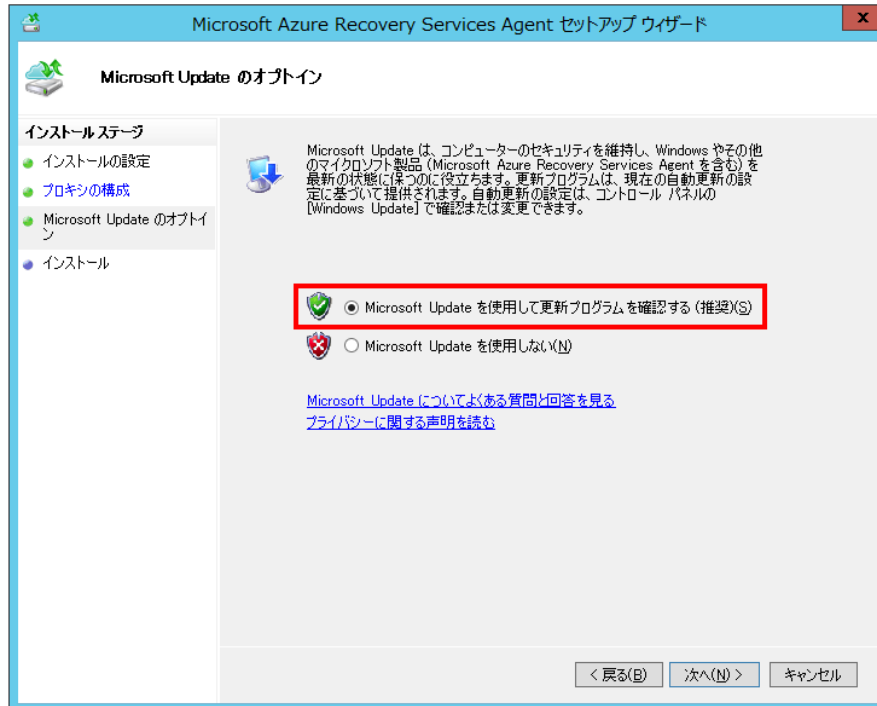 Microsoft Azure Recovery Services Agent セットアップ ウィザード
x
Microsoft Update のオプトイン
インストール ステージ
インストールの設定
プロキシの構成
Microsoft Update のオプトイ
ン
インストール
Microsoft Update は、コンピューターのセキュリティを維持し、Windows やその他
のマイクロソフト製品 (Microsoft Azure Recovery Services Agent を含む) を
最新の状態に保つのに役立ちます。更新プログラムは、現在の自動更新の設
定に基づいて提供されます。自動更新の設定は、コントロール パネルの
[Windows Update] で確認または変更できます。
Microsoft Update を使用して更新プログラムを確認する (推奨)(S)
Microsoft Update を使用しない(N)
Microsoft Update についてよくある質問と回答を見る
プライバシーに関する声明を読む
< 戻る(B)
次へ(N) >
キャンセル